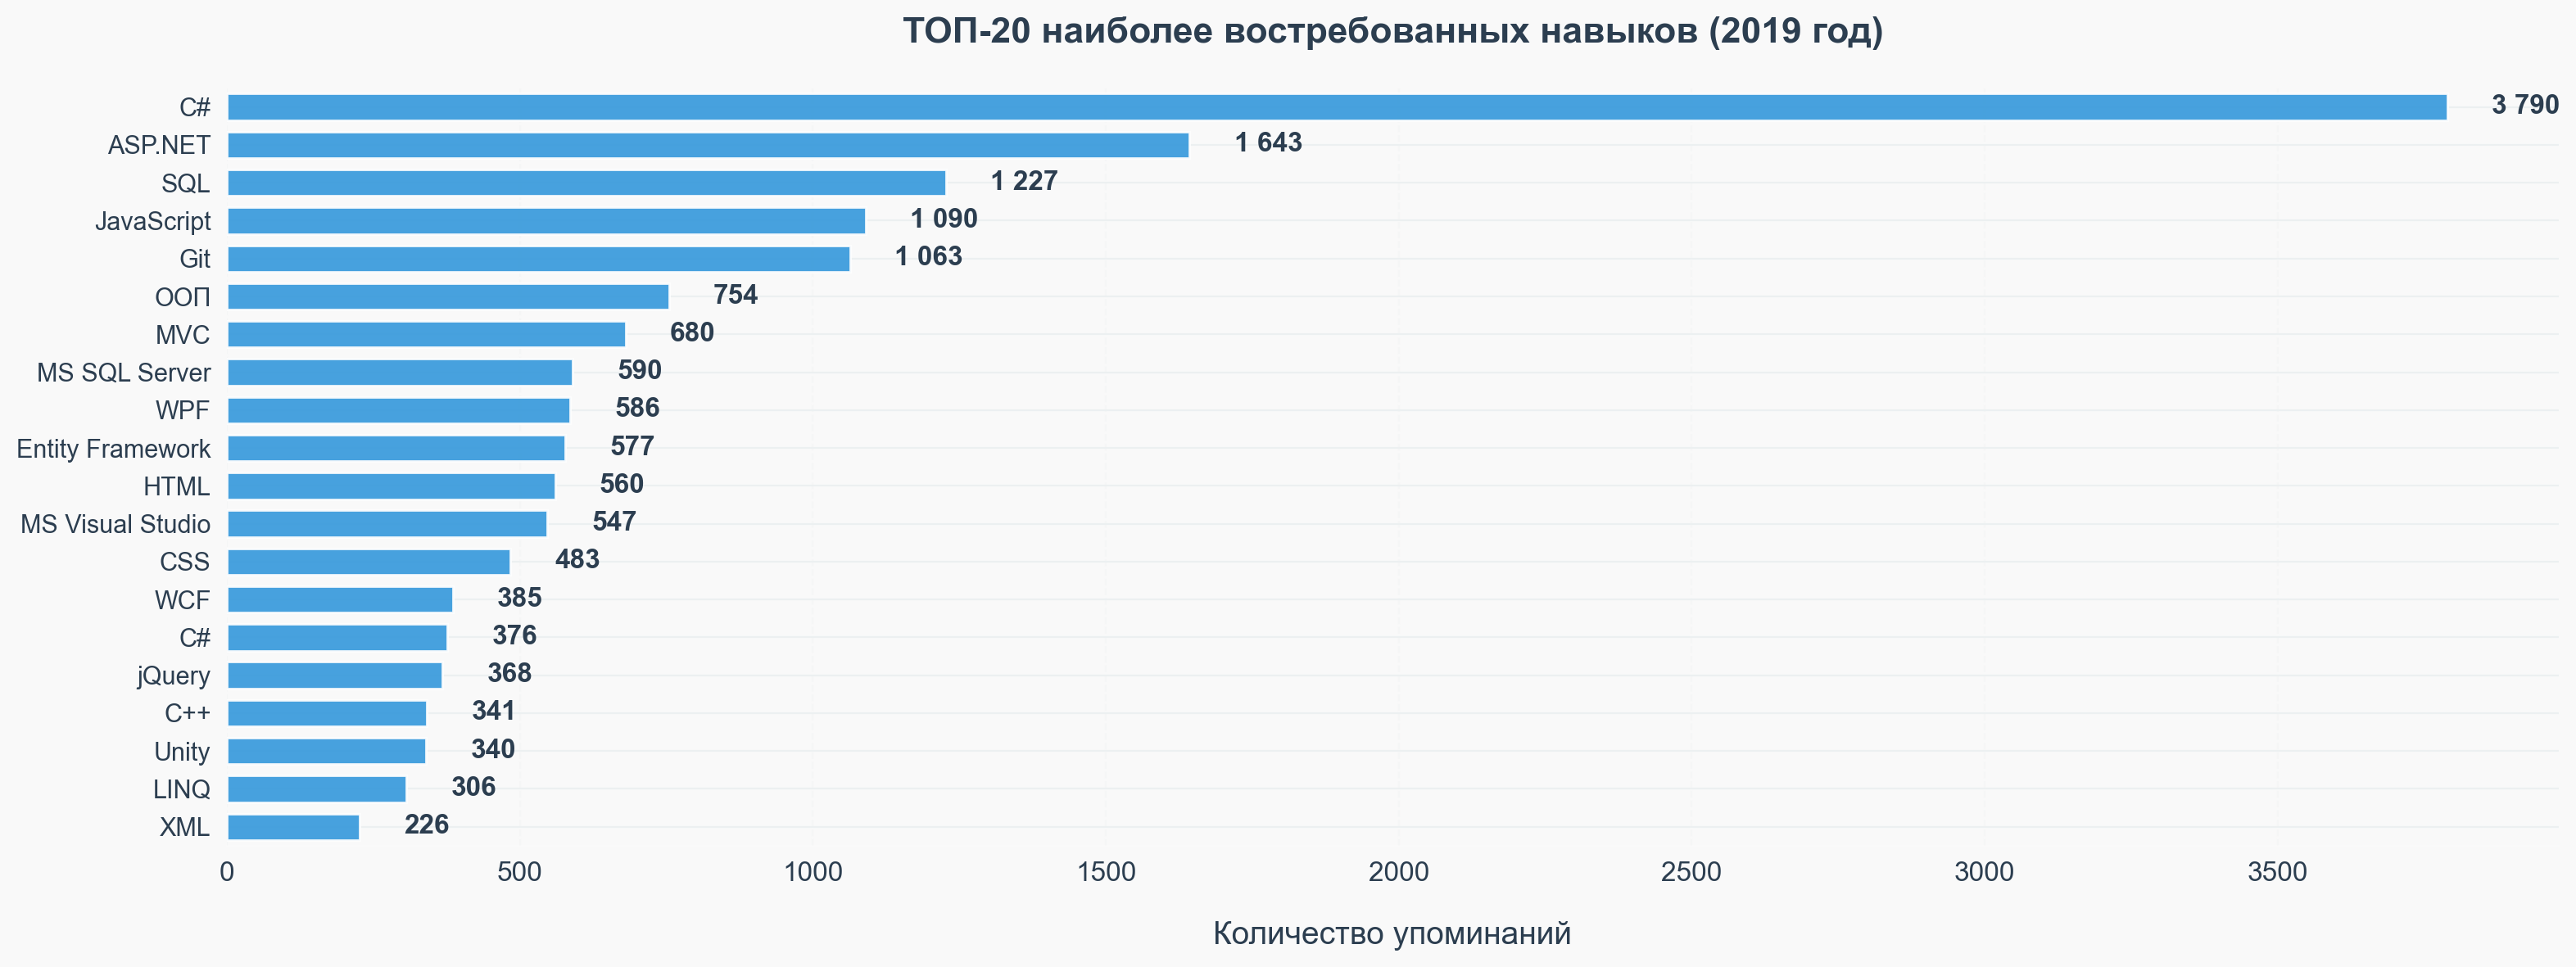 ТОП-20 наиболее востребованных навыков (2019 год)
C# 3 790
ASP.NET 1 643
SQL 1 227
JavaScript 1 090
Git 1 063
ООП 754
MVC 680
MS SQL Server 590
WPF 586
Entity Framework 577
HTML 560
MS Visual Studio 547
CSS 483
WCF 385
C# 376
jQuery 368
C++ 341
Unity 340
LINQ 306
XML 226
0 500 1000 1500 2000 2500 3000 3500
Количество упоминаний